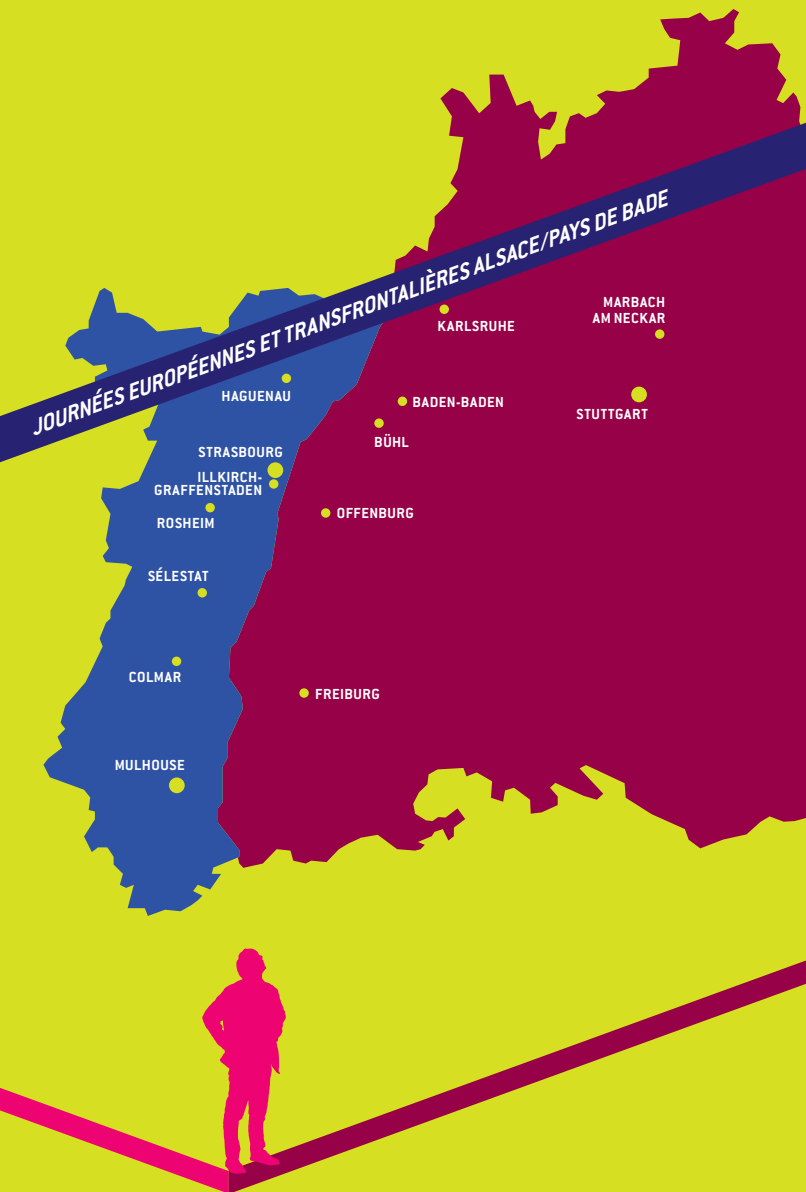 JOURNÉES EUROPÉENNES ET TRANSFRONTALIÈRES ALSACE/PAYS DE BADE
MARBACH
AM NECKAR
KARLSRUHE
HAGUENAU
BADEN-BADEN
STUTTGART
BÜHL
STRASBOURG
ILLKIRCH-
GRAFFENSTADEN
OFFENBURG
ROSHEIM
SÉLESTAT
COLMAR
FREIBURG
MULHOUSE